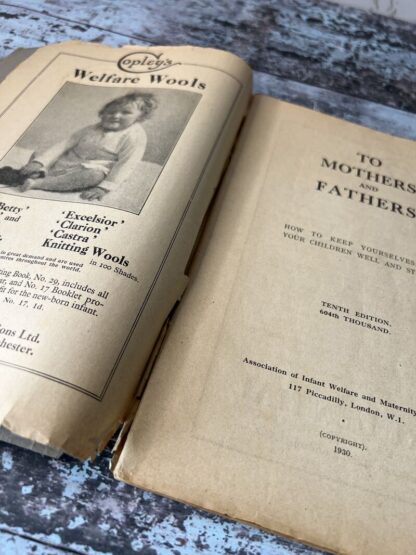 Copley's
Welfare Wools
Betty'
and
'Excelsior'
'Clarion'
'Castra'
Knitting Wools
in 100 Shades.
is great demand and are used
throughout the world.
Book, No. 29, includes all
and No. 17 Booklet pro-
fit for the new-born infant.
No. 17, 1d.
Ltd.
TO
MOTHERS
AND
FATHERS
HOW TO KEEP YOURSELVES
YOUR CHILDREN WELL AND
TENTH EDITION.
604th THOUSAND.
Association of Infant Welfare and Maternity
117 Piccadilly, London, W.1.
(COPYRIGHT).
1930.